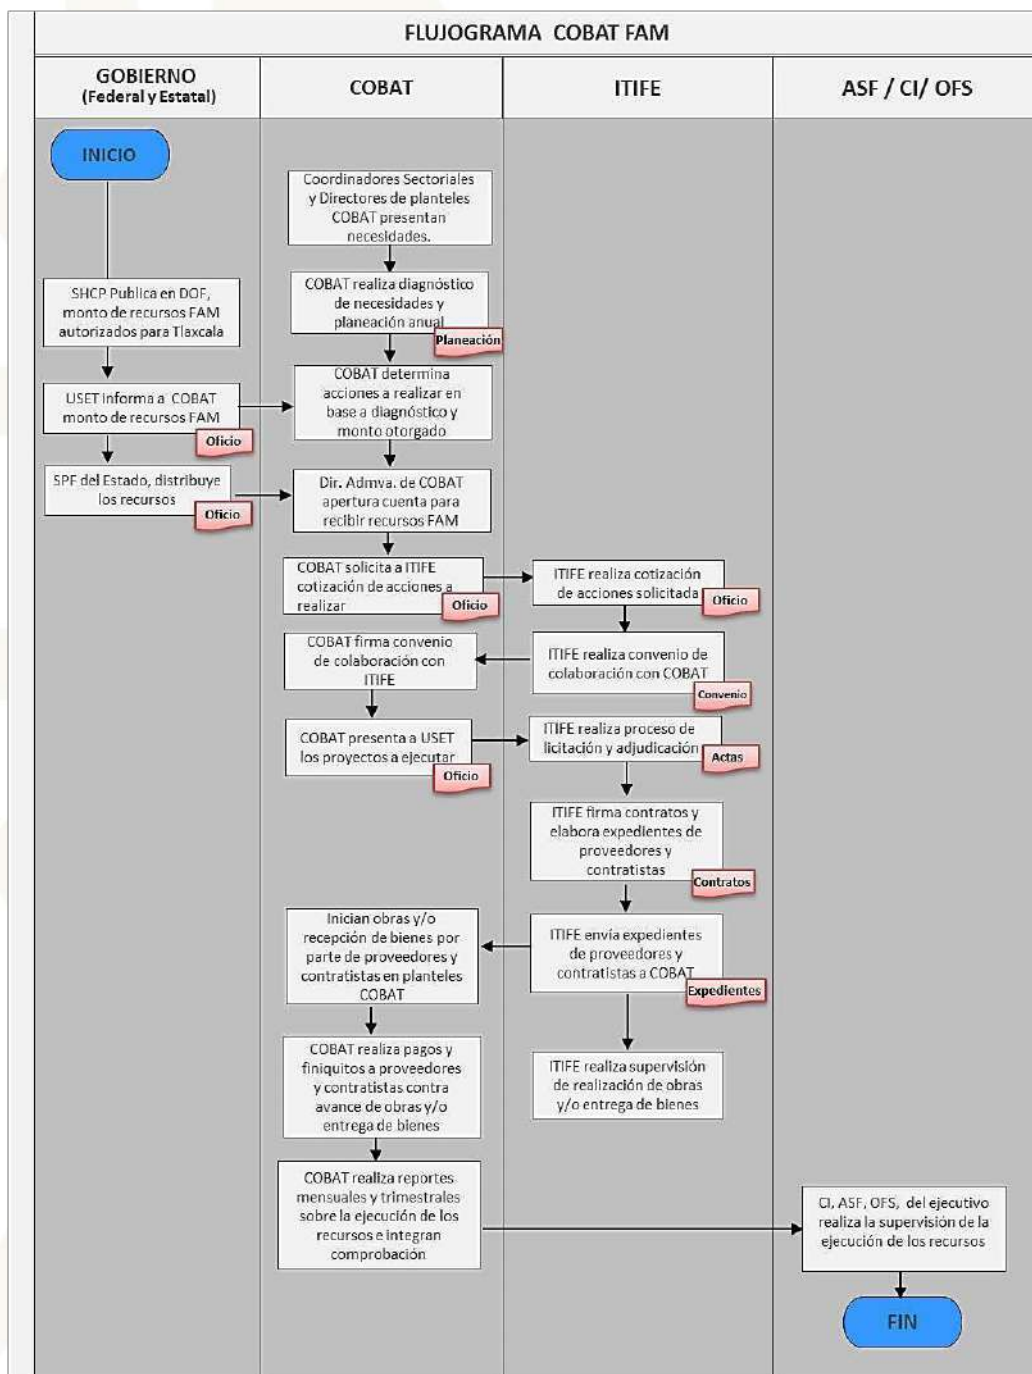 FLUJOGRAMA COBAT FAM
GOBIERNO
(Federal y Estatal)
COBAT
ITIFE
ASF / CI/ OFS
INICIO
Coordinadores Sectoriales
y Directores de planteles
COBAT presentan
necesidades.
SHCP Publica en DOF,
monto de recursos FAM
autorizados para Tlaxcala
COBAT realiza diagnóstico
de necesidades y
planeación anual
Planeación
USET Informa a COBAT
monto de recursos FAM
Oficio
COBAT determina
acciones a realizar en
base a diagnóstico y
monto otorgado
SPF del Estado, distribuye
los recursos
Oficio
Dir. Admva. de COBAT
apertura cuenta para
recibir recursos FAM
COBAT solicita a ITIFE
cotización de acciones a
realizar
Oficio
ITIFE realiza cotización
de acciones solicitada
Oficio
COBAT firma convenio
de colaboración con
ITIFE
ITIFE realiza convenio de
colaboración con COBAT
Convenio
COBAT presenta a USET
los proyectos a ejecutar
Oficio
ITIFE realiza proceso de
licitación y adjudicación
Actas
ITIFE firma contratos y
elabora expedientes de
proveedores y
contratistas
Contratos
Inician obras y/o
recepción de bienes por
parte de proveedores y
contratistas en planteles
COBAT
ITIFE envía expedientes
de proveedores y
contratistas a COBAT
Expedientes
COBAT realiza pagos y
finiquitos a proveedores
y contratistas contra
avance de obras y/o
entrega de bienes
ITIFE realiza supervisión
de realización de obras
y/o entrega de bienes
COBAT realiza reportes
mensuales y trimestrales
sobre la ejecución de los
recursos e integran
comprobación
CI, ASF, OFS, del ejecutivo
realiza la supervisión de la
ejecución de los recursos
FIN